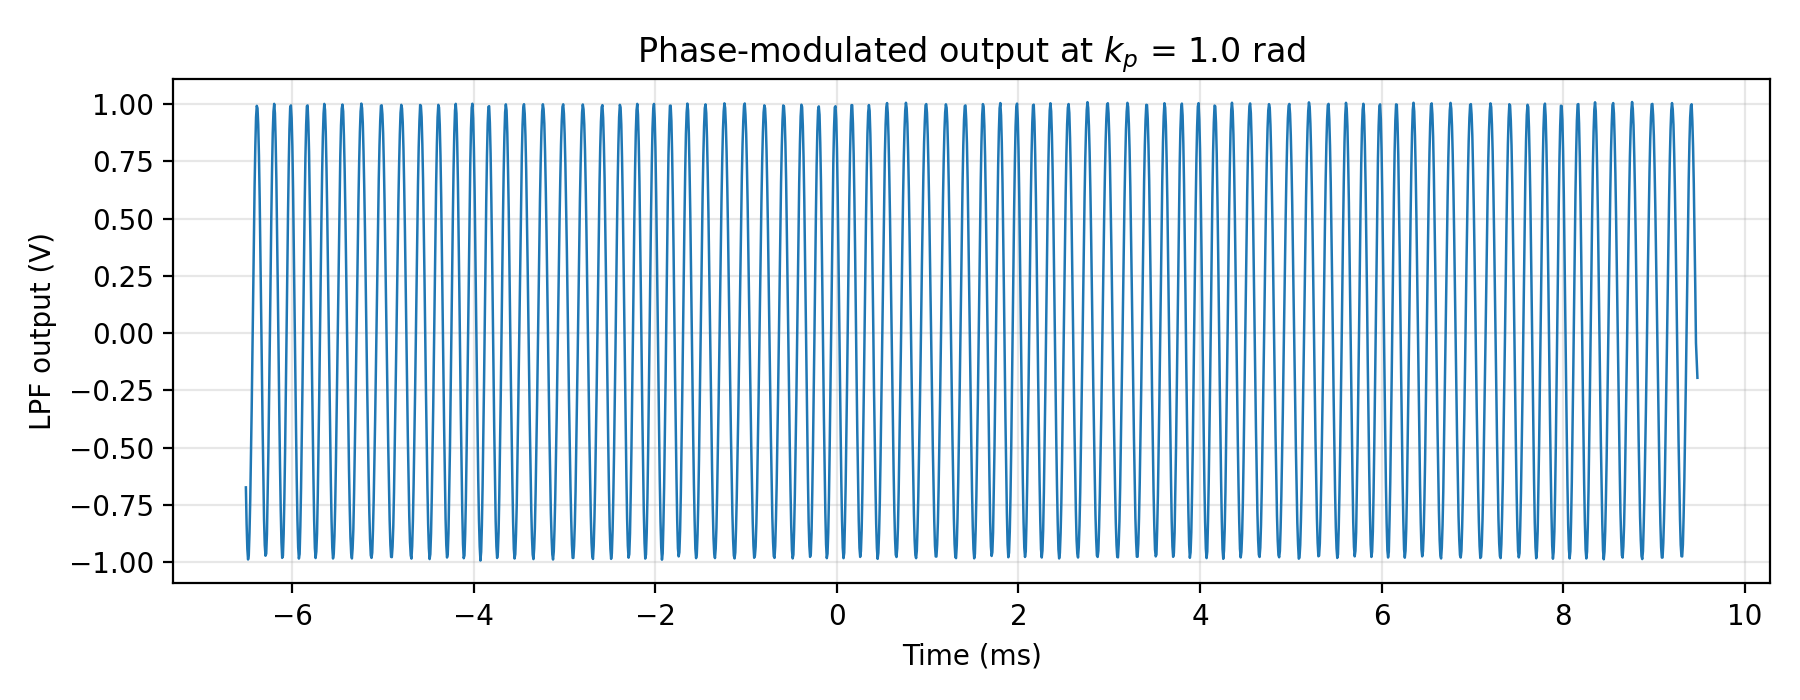 Phase-modulated output at kₚ = 1.0 rad
LPF output (V)
1.00
0.75
0.50
0.25
0.00
−0.25
−0.50
−0.75
−1.00
−6 −4 −2 0 2 4 6 8 10
Time (ms)